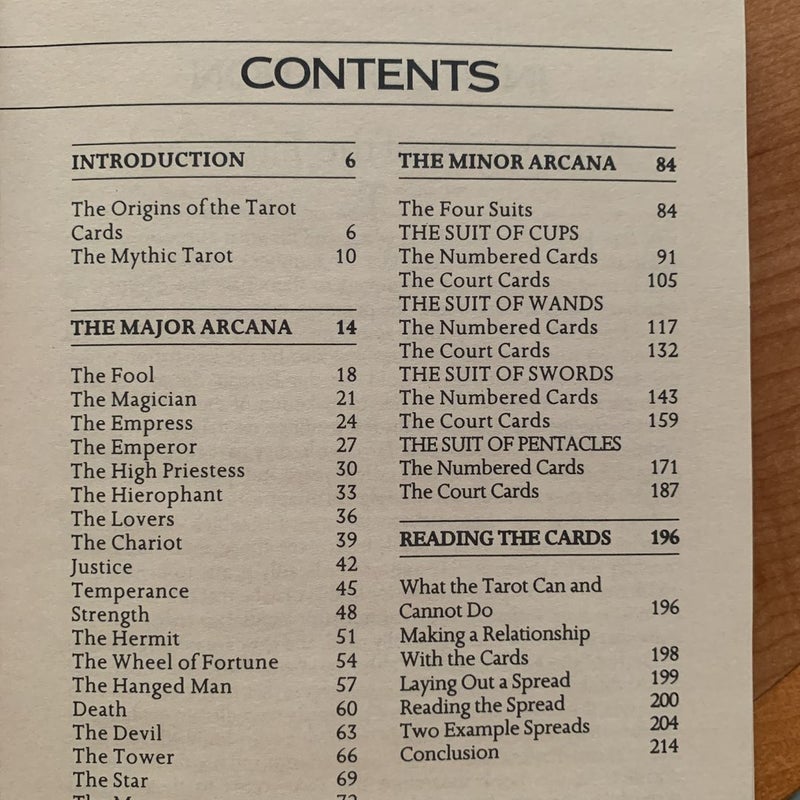 CONTENTS
INTRODUCTION 6
The Origins of the Tarot
Cards 6
The Mythic Tarot 10
THE MAJOR ARCANA 14
The Fool 18
The Magician 21
The Empress 24
The Emperor 27
The High Priestess 30
The Hierophant 33
The Lovers 36
The Chariot 39
Justice 42
Temperance 45
Strength 48
The Hermit 51
The Wheel of Fortune 54
The Hanged Man 57
Death 60
The Devil 63
The Tower 66
The Star 69
The 72
THE MINOR ARCANA 84
The Four Suits 84
THE SUIT OF CUPS
The Numbered Cards 91
The Court Cards 105
THE SUIT OF WANDS
The Numbered Cards 117
The Court Cards 132
THE SUIT OF SWORDS
The Numbered Cards 143
The Court Cards 159
THE SUIT OF PENTACLES
The Numbered Cards 171
The Court Cards 187
READING THE CARDS 196
What the Tarot Can and
Cannot Do 196
Making a Relationship
With the Cards 198
Laying Out a Spread 199
Reading the Spread 200
Two Example Spreads 204
Conclusion 214